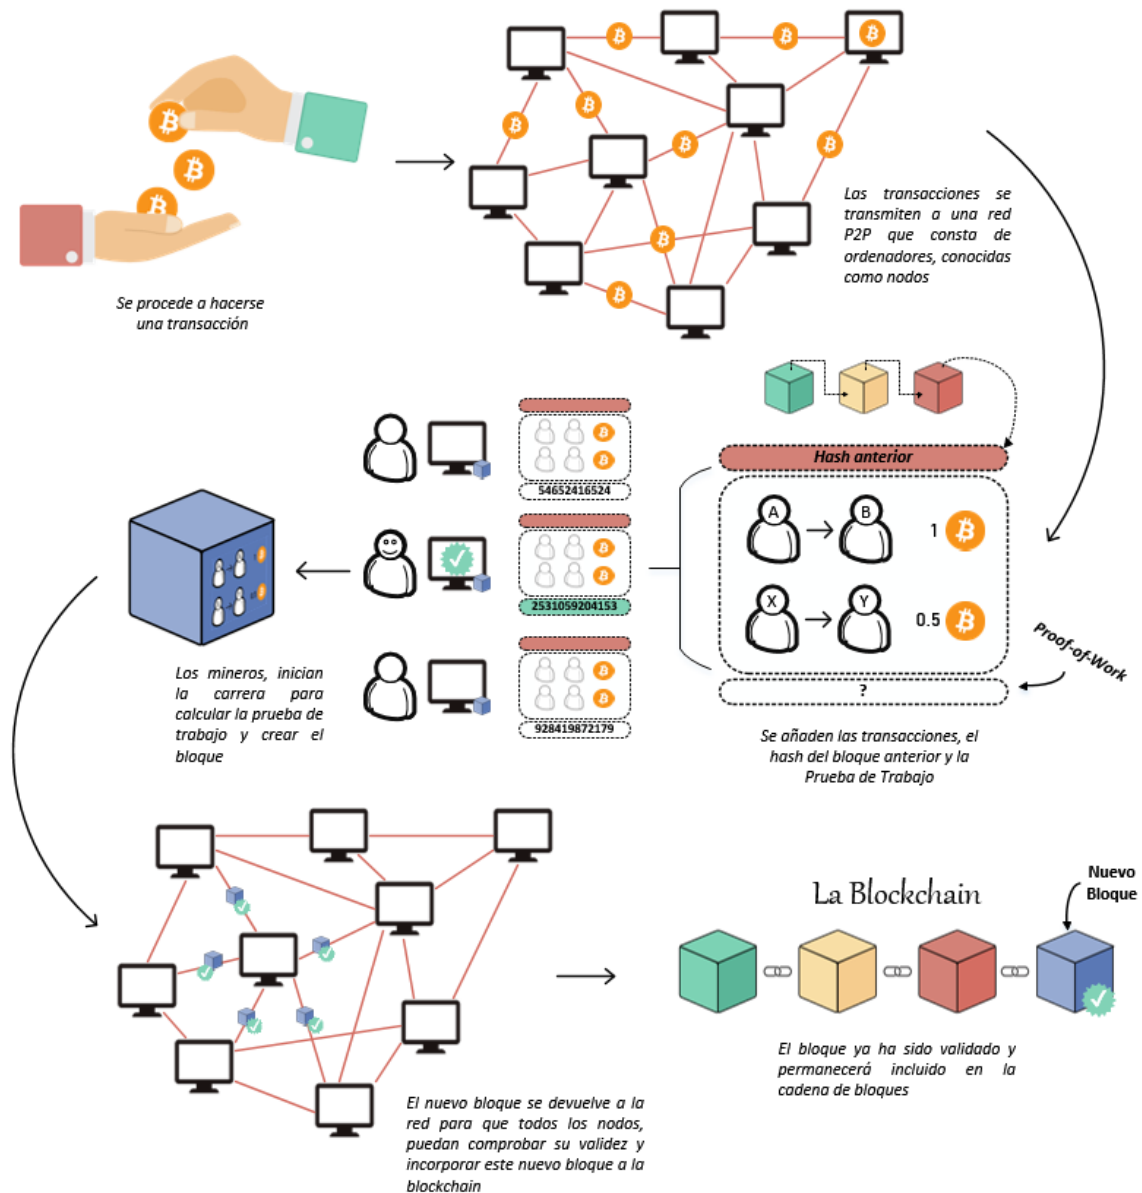 Se procede a hacerse
una transacción
Las transacciones se
transmiten a una red
P2P que consta de
ordenadores, conocidas
como nodos
Hash anterior
A
B
1
X
Y
0.5
?
Proof-of-Work
Se añaden las transacciones, el
hash del bloque anterior y la
Prueba de Trabajo
54652416524
2531059204153
928419872179
Los mineros, inician
la carrera para
calcular la prueba de
trabajo y crear el
bloque
El nuevo bloque se devuelve a la
red para que todos los nodos,
puedan comprobar su validez y
incorporar este nuevo bloque a la
blockchain
La Blockchain
Nuevo
Bloque
El bloque ya ha sido validado y
permanecerá incluido en la
cadena de bloques